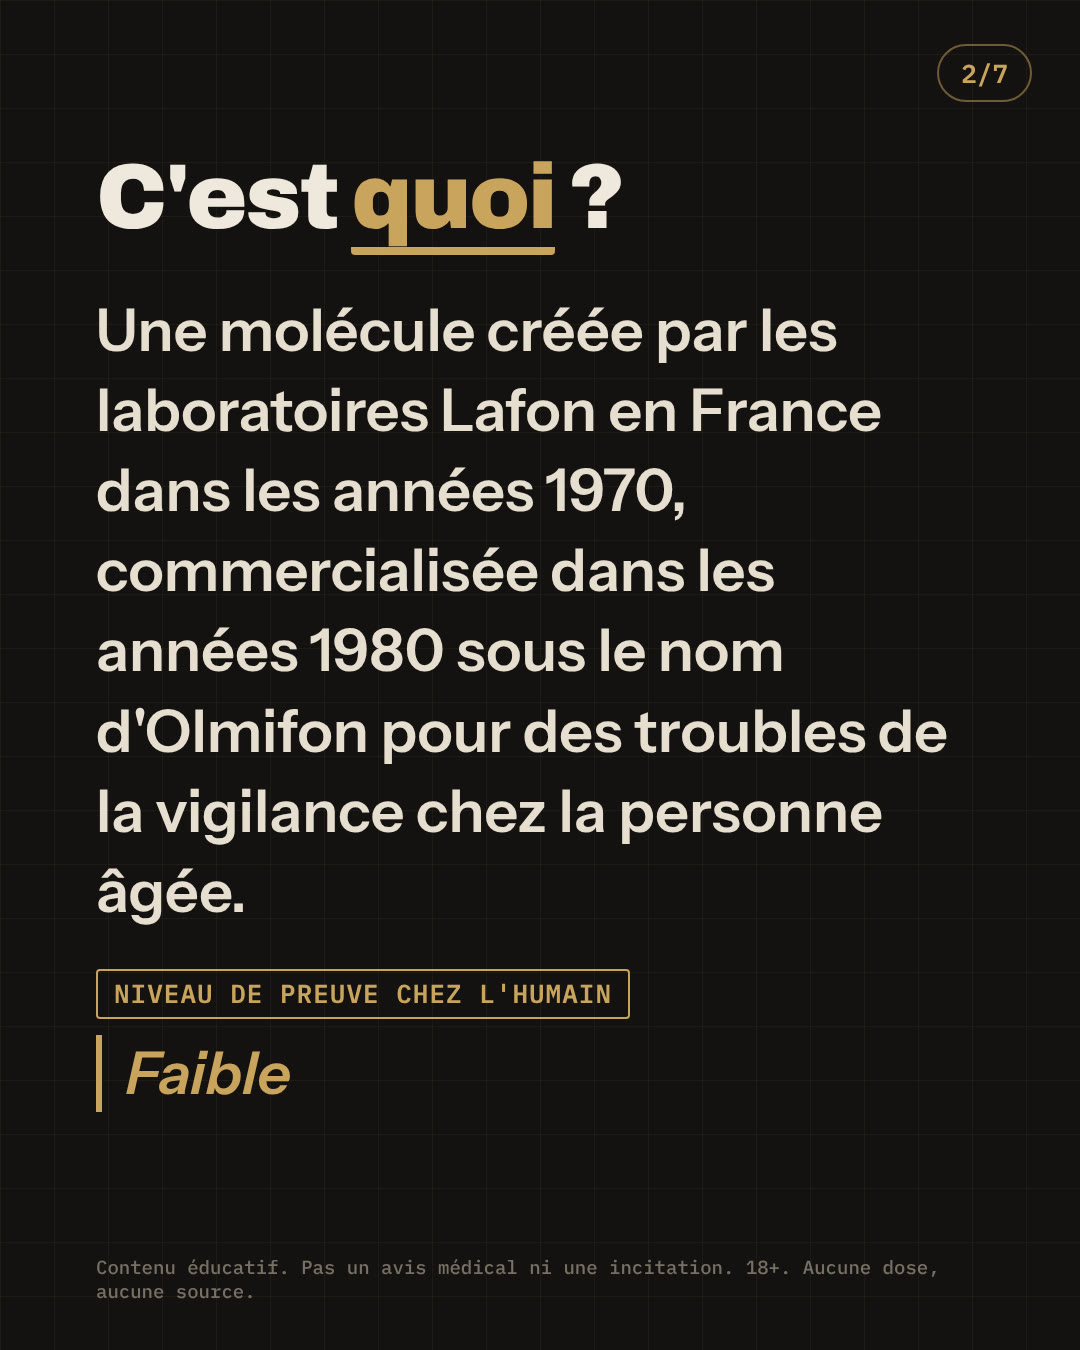 2/7
C'est quoi ?
Une molécule créée par les
laboratoires Lafon en France
dans les années 1970,
commercialisée dans les
années 1980 sous le nom
d'Olmifon pour des troubles de
la vigilance chez la personne
âgée.
NIVEAU DE PREUVE CHEZ L'HUMAIN
Faible
Contenu éducatif. Pas un avis médical ni une incitation. 18+. Aucune dose,
aucune source.